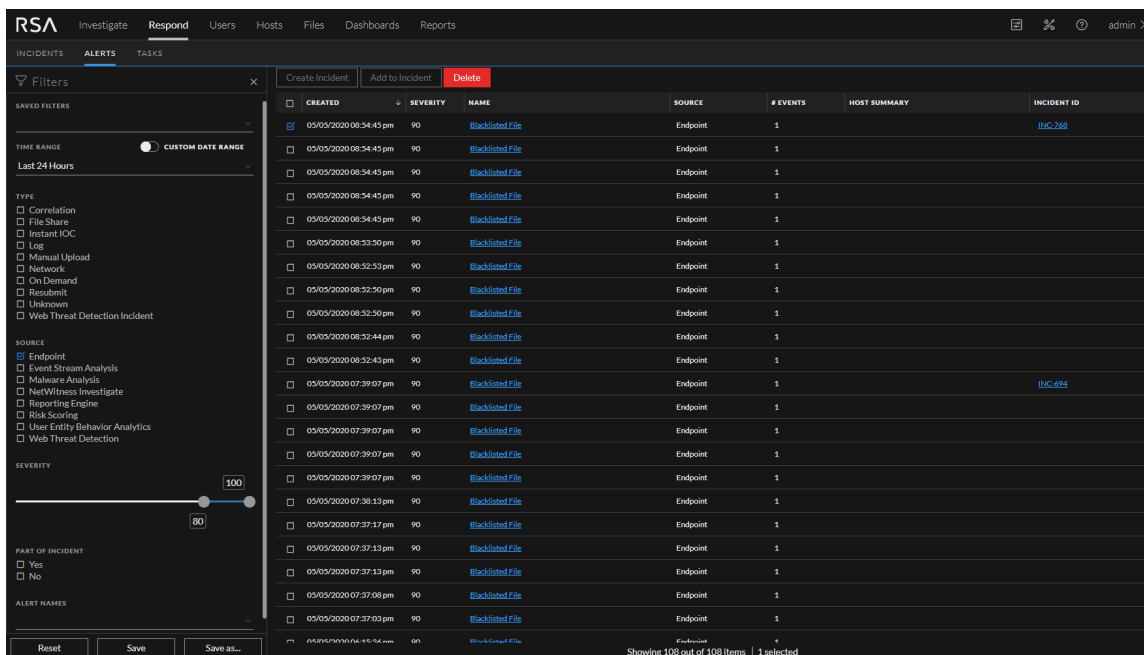 RSA Investigate Respond Users Hosts Files Dashboards Reports admin
INCIDENTS ALERTS TASKS
Filters
SAVED FILTERS
TIME RANGE CUSTOM DATE RANGE
Last 24 Hours
TYPE
Correlation
File Share
Instant IOC
Log
Manual Upload
Network
On Demand
Resubmit
Unknown
Web Threat Detection Incident
SOURCE
Endpoint
Event Stream Analysis
Malware Analysis
NetWitness Investigate
Reporting Engine
Risk Scoring
User Entity Behavior Analytics
Web Threat Detection
SEVERITY
100
80
PART OF INCIDENT
Yes
No
ALERT NAMES
Reset Save Save as...
Create Incident Add to Incident Delete
CREATED SEVERITY NAME SOURCE # EVENTS HOST SUMMARY INCIDENT ID
05/05/2020 08:54:45 pm 90 Blacklisted File Endpoint 1 INC-768
05/05/2020 08:54:45 pm 90 Blacklisted File Endpoint 1
05/05/2020 08:54:45 pm 90 Blacklisted File Endpoint 1
05/05/2020 08:54:45 pm 90 Blacklisted File Endpoint 1
05/05/2020 08:54:45 pm 90 Blacklisted File Endpoint 1
05/05/2020 08:53:50 pm 90 Blacklisted File Endpoint 1
05/05/2020 08:52:53 pm 90 Blacklisted File Endpoint 1
05/05/2020 08:52:50 pm 90 Blacklisted File Endpoint 1
05/05/2020 08:52:50 pm 90 Blacklisted File Endpoint 1
05/05/2020 08:52:44 pm 90 Blacklisted File Endpoint 1
05/05/2020 08:52:43 pm 90 Blacklisted File Endpoint 1
05/05/2020 07:39:07 pm 90 Blacklisted File Endpoint 1 INC-694
05/05/2020 07:39:07 pm 90 Blacklisted File Endpoint 1
05/05/2020 07:39:07 pm 90 Blacklisted File Endpoint 1
05/05/2020 07:39:07 pm 90 Blacklisted File Endpoint 1
05/05/2020 07:39:07 pm 90 Blacklisted File Endpoint 1
05/05/2020 07:38:13 pm 90 Blacklisted File Endpoint 1
05/05/2020 07:37:17 pm 90 Blacklisted File Endpoint 1
05/05/2020 07:37:13 pm 90 Blacklisted File Endpoint 1
05/05/2020 07:37:13 pm 90 Blacklisted File Endpoint 1
05/05/2020 07:37:08 pm 90 Blacklisted File Endpoint 1
05/05/2020 07:37:03 pm 90 Blacklisted File Endpoint 1
05/05/2020 06:15:36 pm 90 Blacklisted File Endpoint 1
Showing 108 out of 108 items | 1 selected